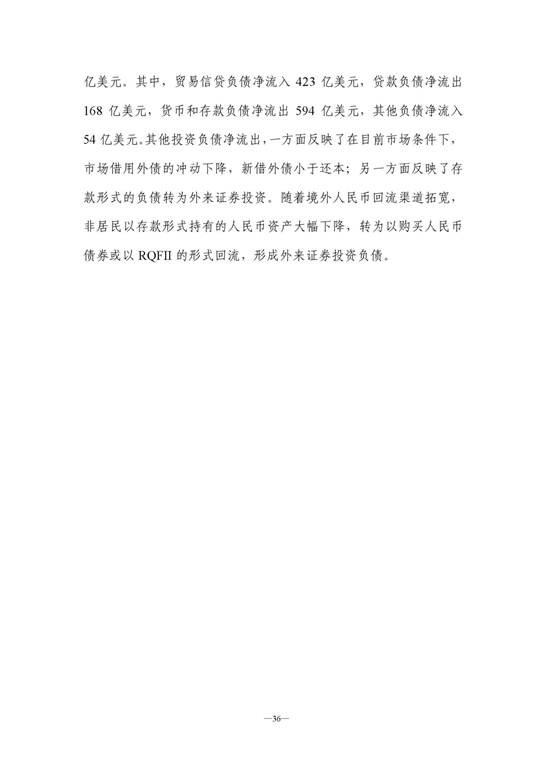 亿美元。其中，贸易信贷负债净流入 423 亿美元，贷款负债净流出
168 亿美元，货币和存款负债净流出 594 亿美元，其他负债净流入
54 亿美元。其他投资负债净流出，一方面反映了在目前市场条件下，
市场借用外债的冲动下降，新借外债小于还本；另一方面反映了存
款形式的负债转为外来证券投资。随着境外人民币回流渠道拓宽，
非居民以存款形式持有的人民币资产大幅下降，转为以购买人民币
债券或以 RQFII 的形式回流，形成外来证券投资负债。
—36—